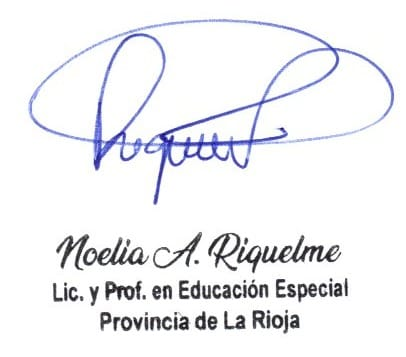 Noelia A. Riquelme
Lic. y Prof. en Educación Especial
Provincia de La Rioja